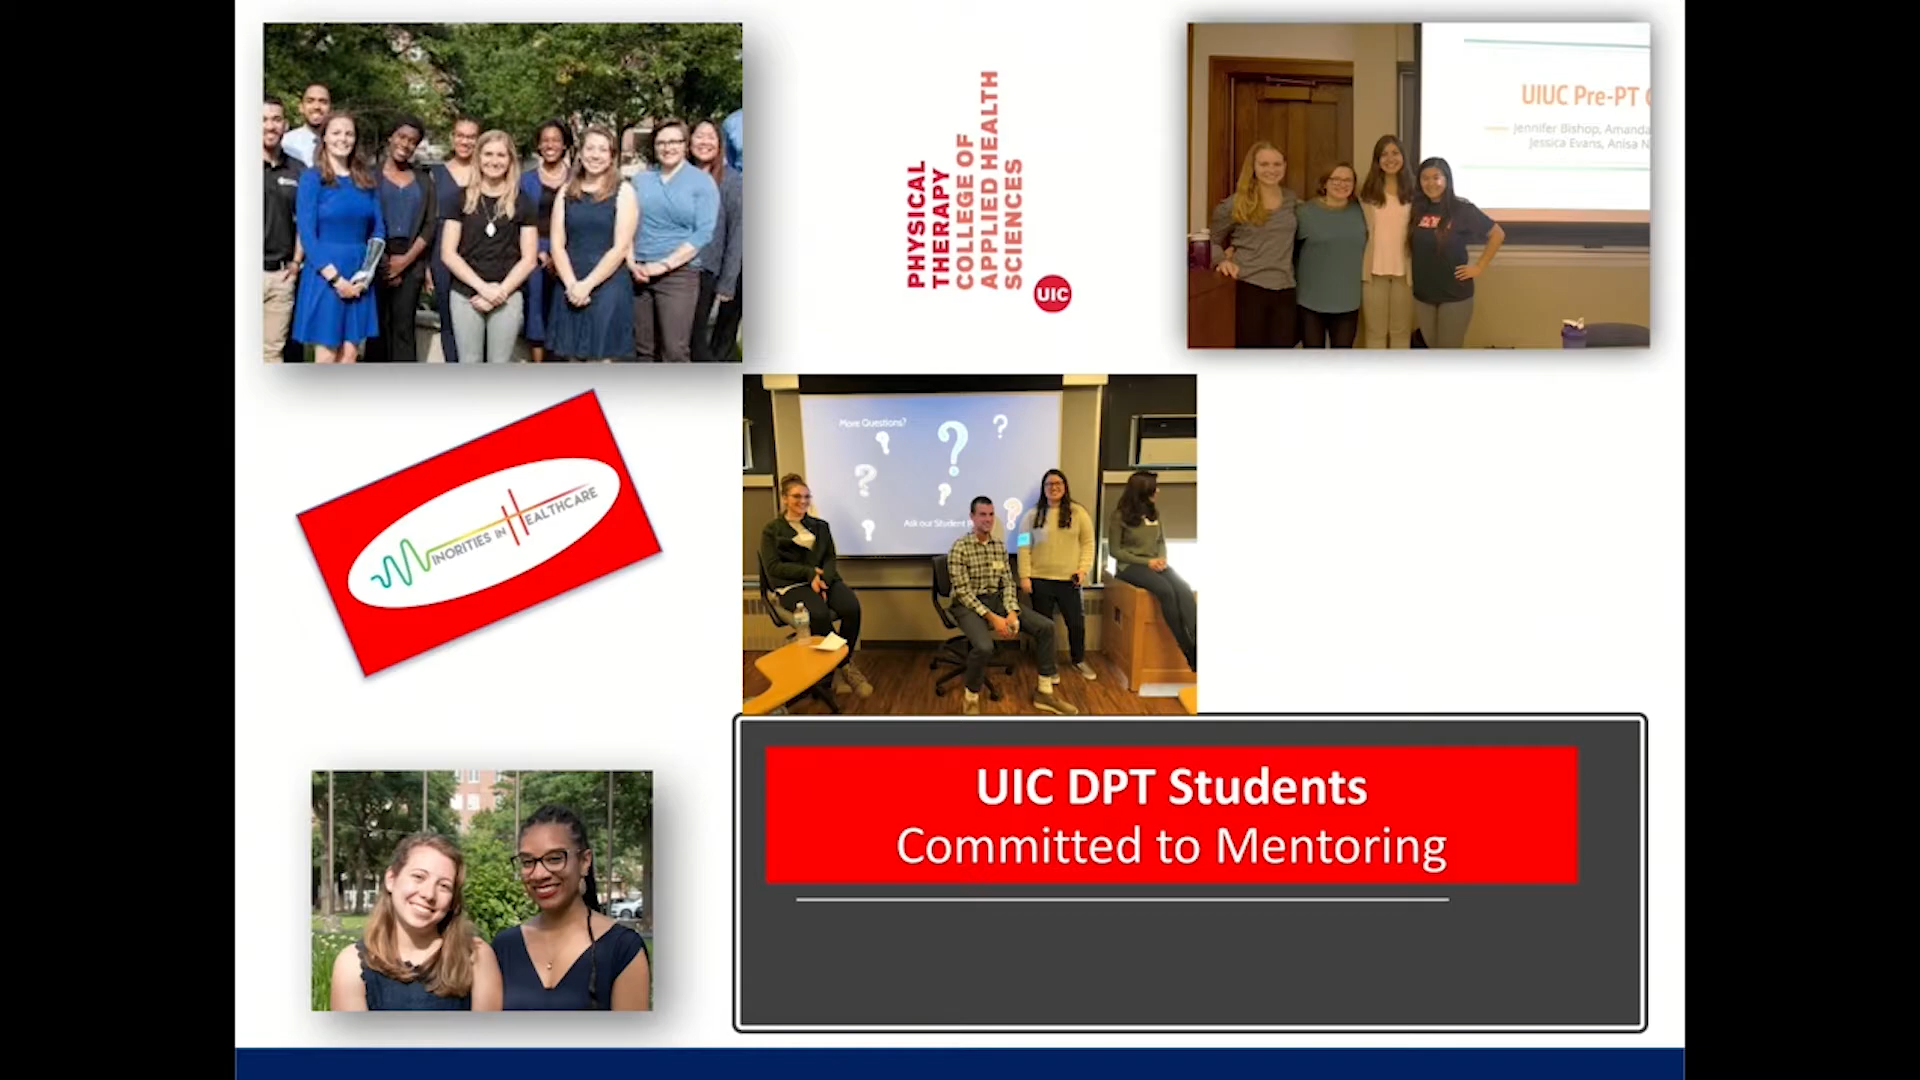 PHYSICAL
THERAPY
COLLEGE OF
APPLIED HEALTH
SCIENCES
UIC
UIUC Pre-PT
Jennifer Bishop, Amanda
Jessica Evans, Anisa N
MINORITIES IN HEALTHCARE
More Questions?
Ask our Student
UIC DPT Students
Committed to Mentoring